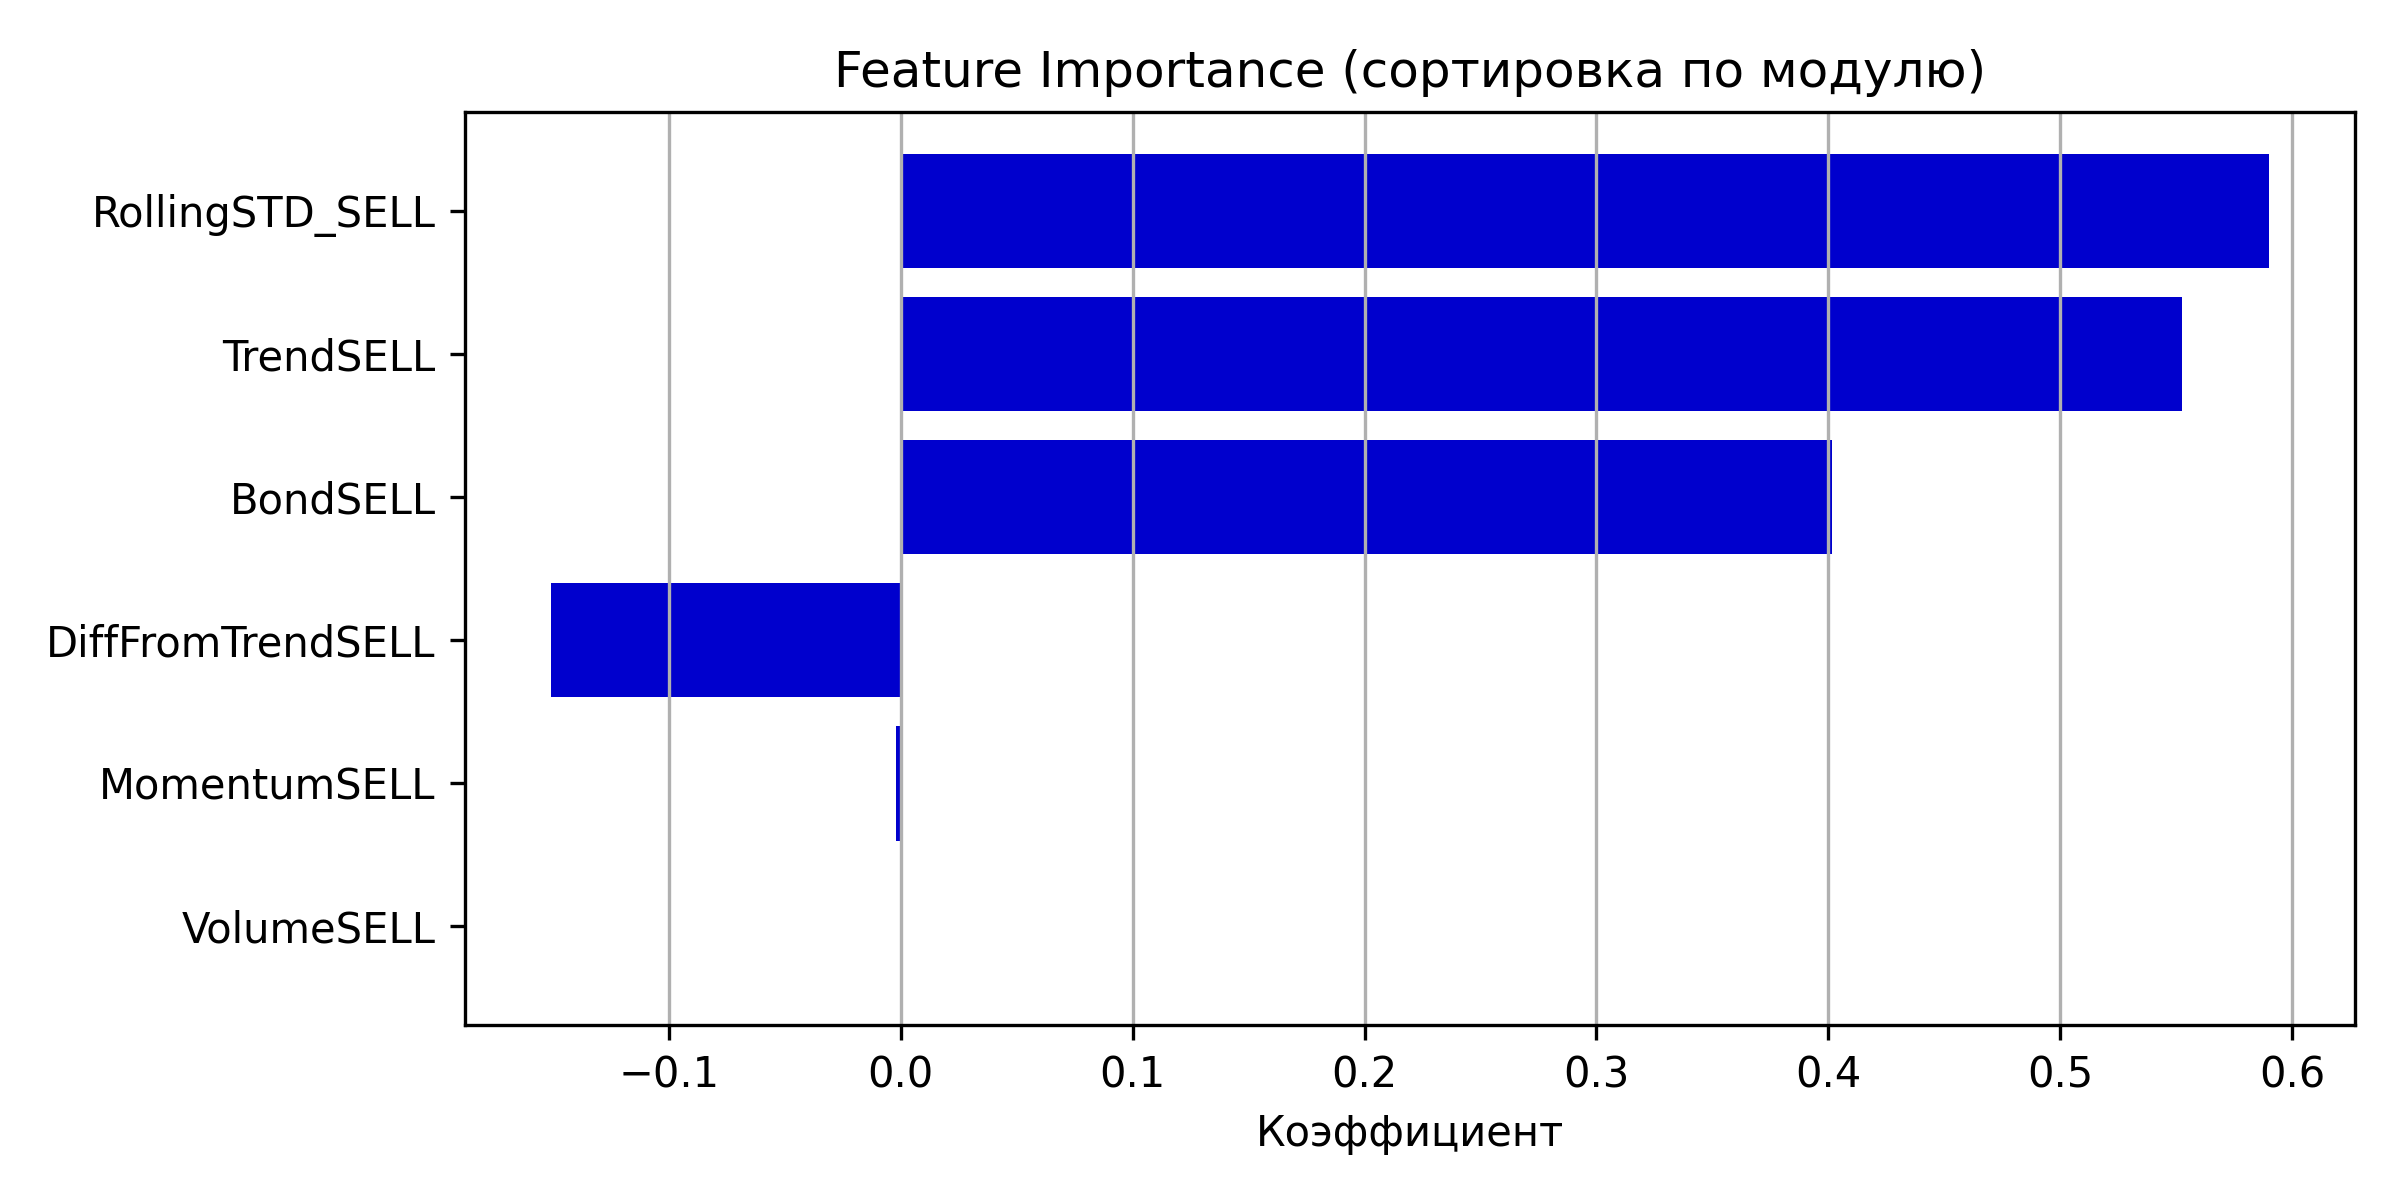 Feature Importance (сортировка по модулю)
RollingSTD_SELL
TrendSELL
BondSELL
DiffFromTrendSELL
MomentumSELL
VolumeSELL
−0.1 0.0 0.1 0.2 0.3 0.4 0.5 0.6
Коэффициент